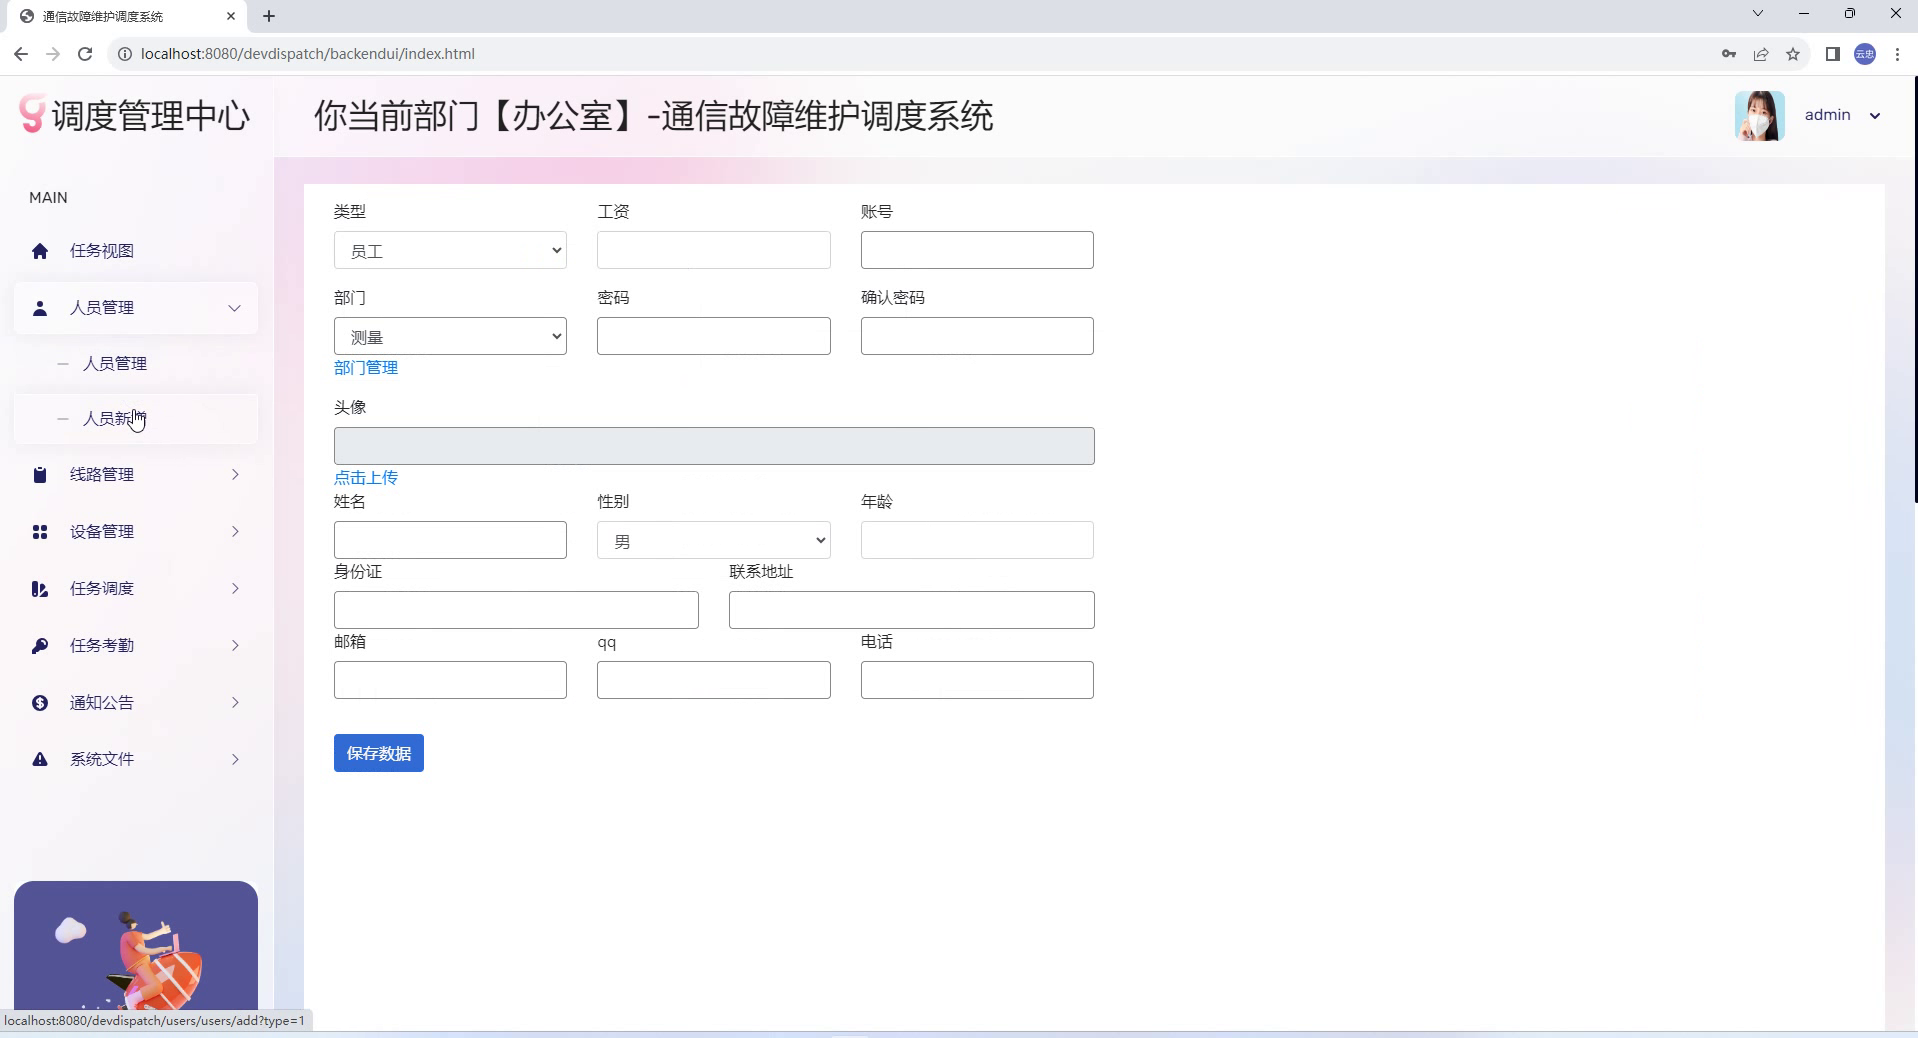 通信故障维护调度系统
localhost:8080/devdispatch/backendui/index.html
云忠
调度管理中心
你当前部门【办公室】-通信故障维护调度系统
admin
MAIN
任务视图
人员管理
人员管理
人员新增
线路管理
设备管理
任务调度
任务考勤
通知公告
系统文件
类型 工资 账号
员工
部门 密码 确认密码
测量
部门管理
头像
点击上传
姓名 性别 年龄
男
身份证 联系地址
邮箱 qq 电话
保存数据
localhost:8080/devdispatch/users/users/add?type=1